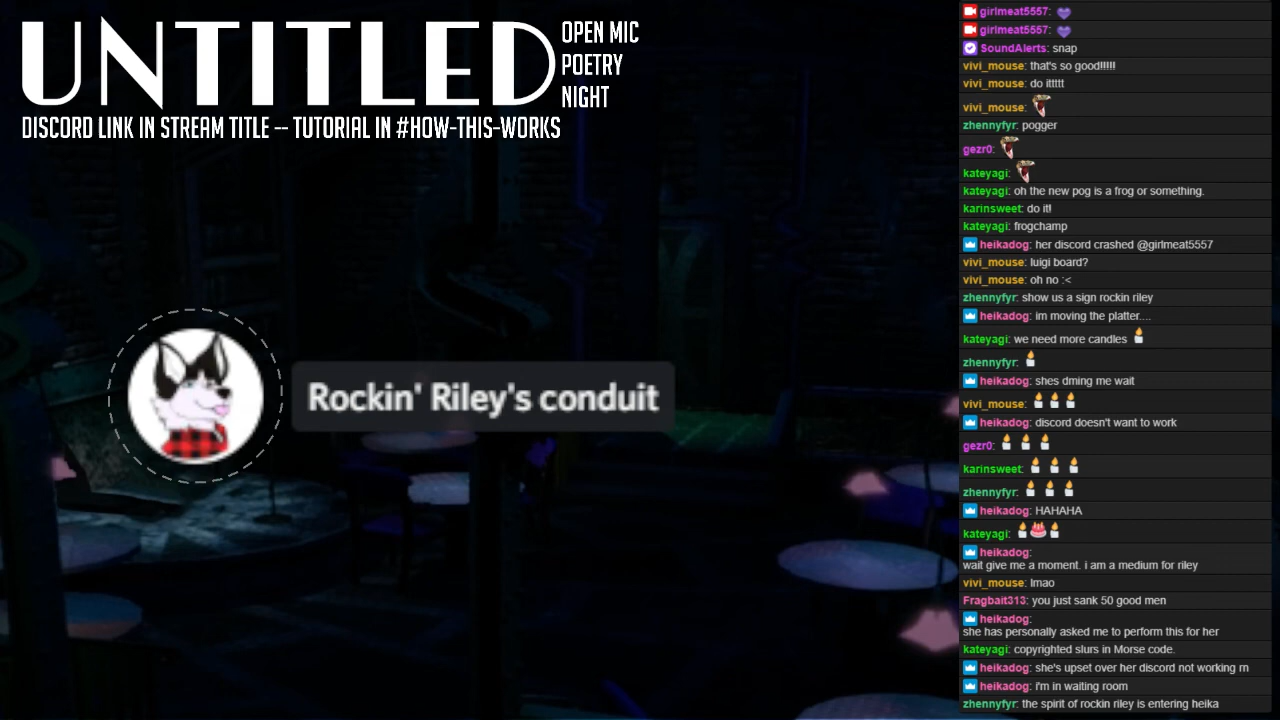 UNTITLED
OPEN MIC
POETRY
NIGHT
DISCORD LINK IN STREAM TITLE -- TUTORIAL IN #HOW-THIS-WORKS
Rockin' Riley's conduit
girlmeat5557:
girlmeat5557:
SoundAlerts: snap
vivi_mouse: that's so good!!!!!
vivi_mouse: do ittttt
vivi_mouse:
zhennyfyr: pogger
gezr0:
kateyagi:
kateyagi: oh the new pog is a frog or something.
karinsweet: do it!
kateyagi: frogchamp
heikadog: her discord crashed @girlmeat5557
vivi_mouse: luigi board?
vivi_mouse: oh no :<
zhennyfyr: show us a sign rockin riley
heikadog: im moving the platter....
kateyagi: we need more candles
zhennyfyr:
heikadog: shes dming me wait
vivi_mouse:
heikadog: discord doesn't want to work
gezr0:
karinsweet:
zhennyfyr:
heikadog: HAHAHA
kateyagi:
heikadog:
wait give me a moment. i am a medium for riley
vivi_mouse: lmao
Fragbait313: you just sank 50 good men
heikadog:
she has personally asked me to perform this for her
kateyagi: copyrighted slurs in Morse code.
heikadog: she's upset over her discord not working rn
heikadog: i'm in waiting room
zhennyfyr: the spirit of rockin riley is entering heika